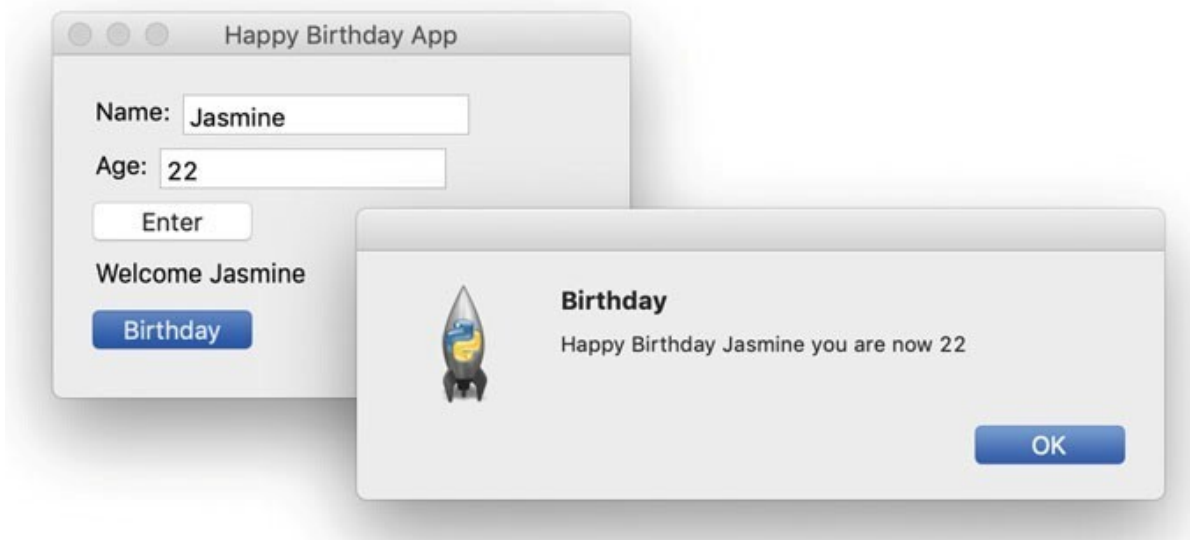 Happy Birthday App
Name: Jasmine
Age: 22
Enter
Welcome Jasmine
Birthday
Birthday
Happy Birthday Jasmine you are now 22
OK